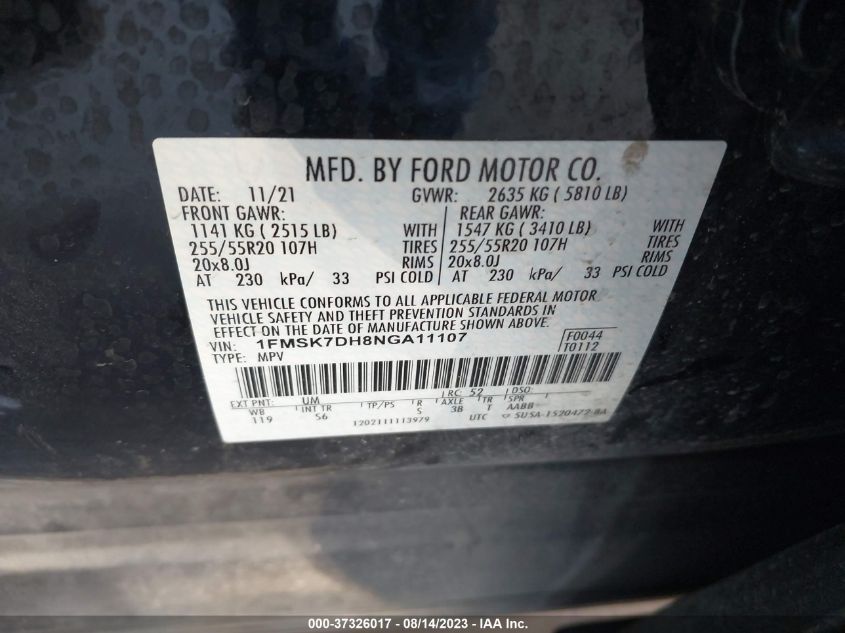 MFD. BY FORD MOTOR CO.
DATE: 11/21 GVWR: 2635 KG ( 5810 LB)
FRONT GAWR: REAR GAWR:
1141 KG ( 2515 LB) WITH 1547 KG ( 3410 LB) WITH
255/55R20 107H TIRES 255/55R20 107H TIRES
20x8.0J RIMS 20x8.0J RIMS
AT 230 kPa/ 33 PSI COLD AT 230 kPa/ 33 PSI COLD
THIS VEHICLE CONFORMS TO ALL APPLICABLE FEDERAL MOTOR
VEHICLE SAFETY AND THEFT PREVENTION STANDARDS IN
EFFECT ON THE DATE OF MANUFACTURE SHOWN ABOVE.
VIN: 1FMSK7DH8NGA11107 F0044
TYPE: MPV T0112
EXT PNT: UM RC: 52 DSO:
WB INT TR TP/PS R AXLE TR SPR
119 S6 S 3B T AABB
1202111113979 UTC SUSA-1520472-BA
000-37326017 — 08/14/2023 - IAA Inc.